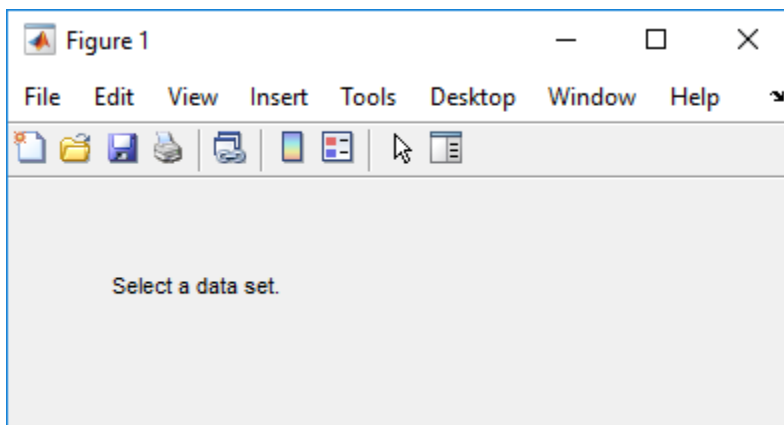 Figure 1
File Edit View Insert Tools Desktop Window Help
Select a data set.